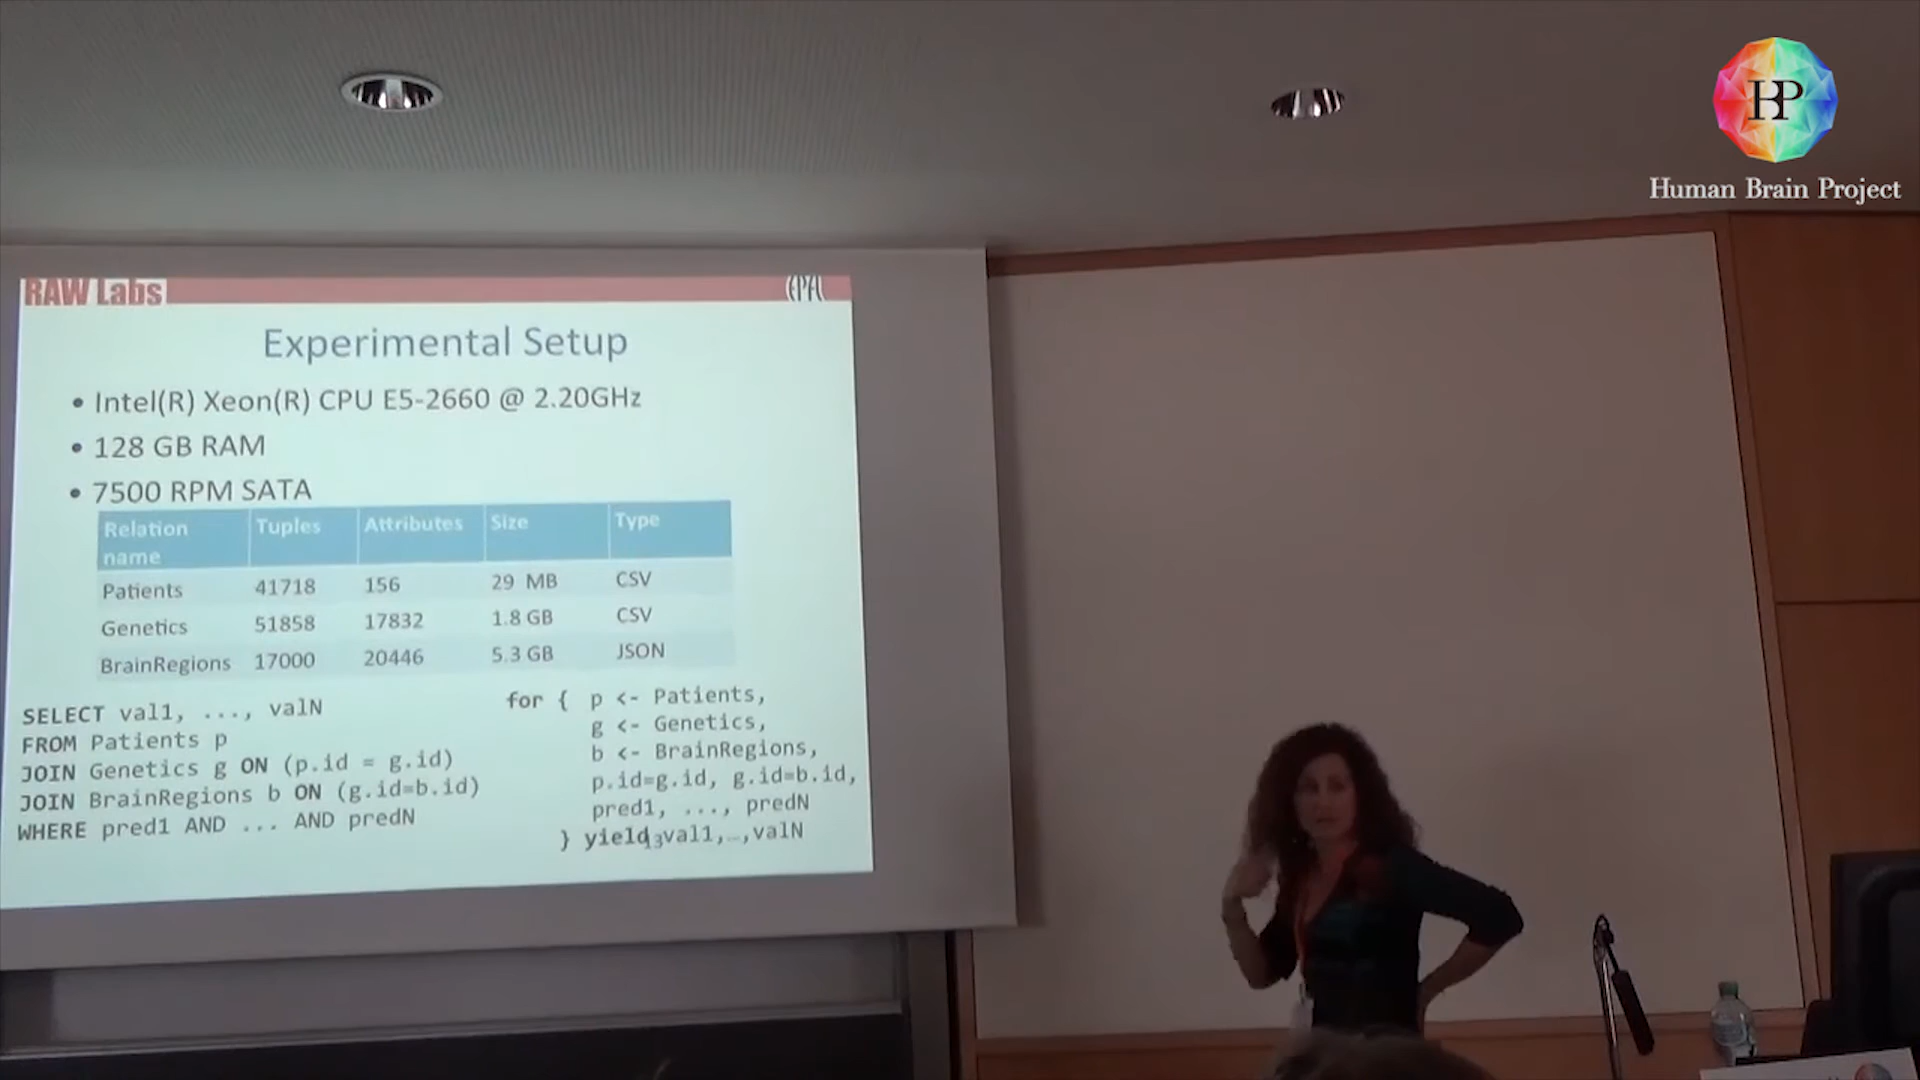 HBP
Human Brain Project
RAW Labs
EPFL
Experimental Setup
• Intel(R) Xeon(R) CPU E5-2660 @ 2.20GHz
• 128 GB RAM
• 7500 RPM SATA
Relation name Tuples Attributes Size Type
Patients 41718 156 29 MB CSV
Genetics 51858 17832 1.8 GB CSV
BrainRegions 17000 20446 5.3 GB JSON
SELECT val1, ..., valN
FROM Patients p
JOIN Genetics g ON (p.id = g.id)
JOIN BrainRegions b ON (g.id=b.id)
WHERE pred1 AND ... AND predN
for { p <- Patients,
g <- Genetics,
b <- BrainRegions,
p.id=g.id, g.id=b.id,
pred1, ..., predN
} yield val1,…,valN
13